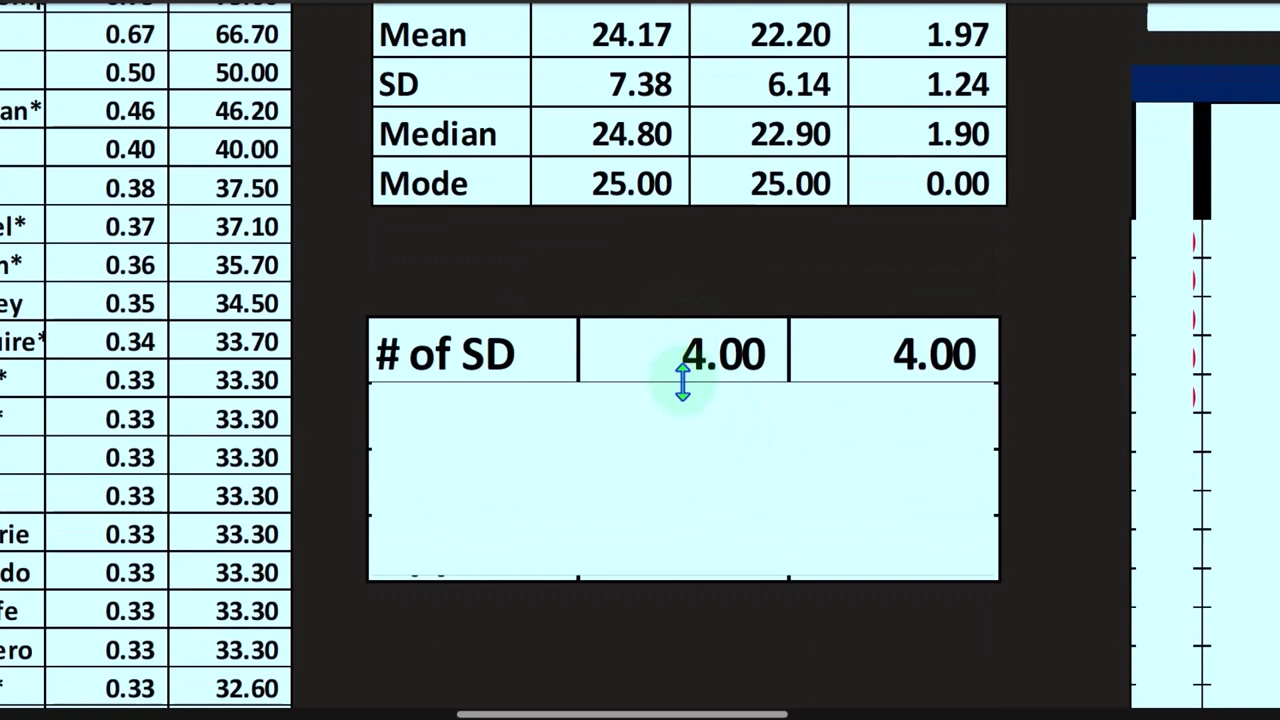 0.67 66.70
0.50 50.00
an* 0.46 46.20
0.40 40.00
0.38 37.50
el* 0.37 37.10
n* 0.36 35.70
ey 0.35 34.50
uire* 0.34 33.70
* 0.33 33.30
* 0.33 33.30
0.33 33.30
0.33 33.30
rie 0.33 33.30
do 0.33 33.30
fe 0.33 33.30
ero 0.33 33.30
* 0.33 32.60
Mean 24.17 22.20 1.97
SD 7.38 6.14 1.24
Median 24.80 22.90 1.90
Mode 25.00 25.00 0.00
# of SD 4.00 4.00